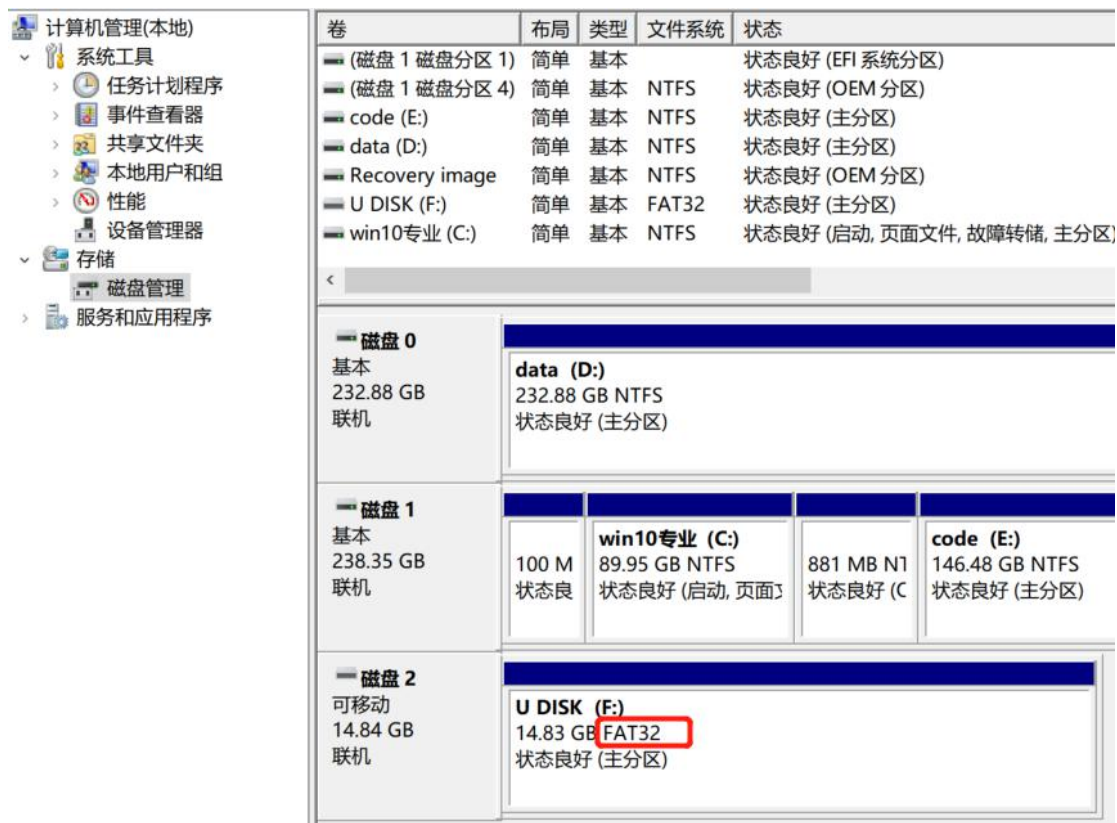 计算机管理(本地)
系统工具
任务计划程序
事件查看器
共享文件夹
本地用户和组
性能
设备管理器
存储
磁盘管理
服务和应用程序
卷 布局 类型 文件系统 状态
(磁盘 1 磁盘分区 1) 简单 基本 状态良好 (EFI 系统分区)
(磁盘 1 磁盘分区 4) 简单 基本 NTFS 状态良好 (OEM 分区)
code (E:) 简单 基本 NTFS 状态良好 (主分区)
data (D:) 简单 基本 NTFS 状态良好 (主分区)
Recovery image 简单 基本 NTFS 状态良好 (OEM 分区)
U DISK (F:) 简单 基本 FAT32 状态良好 (主分区)
win10专业 (C:) 简单 基本 NTFS 状态良好 (启动, 页面文件, 故障转储, 主分区)
磁盘 0
基本
232.88 GB
联机
data (D:)
232.88 GB NTFS
状态良好 (主分区)
磁盘 1
基本
238.35 GB
联机
100 M
状态良
win10专业 (C:)
89.95 GB NTFS
状态良好 (启动, 页面文
881 MB NT
状态良好 (C
code (E:)
146.48 GB NTFS
状态良好 (主分区)
磁盘 2
可移动
14.84 GB
联机
U DISK (F:)
14.83 GB FAT32
状态良好 (主分区)